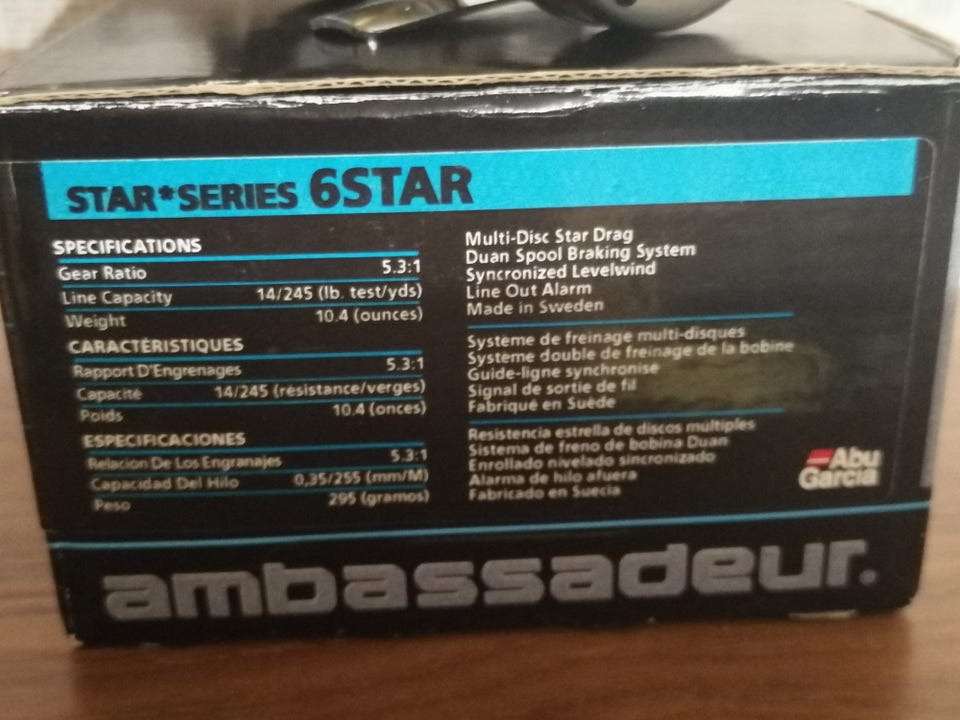 STAR*SERIES 6STAR
SPECIFICATIONS
Gear Ratio 5.3:1
Line Capacity 14/245 (lb. test/yds)
Weight 10.4 (ounces)
CARACTÉRISTIQUES
Rapport D'Engrenages 5.3:1
Capacité 14/245 (résistance/verges)
Poids 10.4 (onces)
ESPECIFICACIONES
Relacion De Los Engranajes 5.3:1
Capacidad Del Hilo 0,35/255 (mm/M)
Peso 295 (gramos)
Multi-Disc Star Drag
Duan Spool Braking System
Syncronized Levelwind
Line Out Alarm
Made in Sweden
Système de freinage multi-disques
Système double de freinage de la bobine
Guide-ligne synchronise
Signal de sortie de fil
Fabriqué en Suède
Resistencia estrella de discos múltiples
Sistema de freno de bobina Duan
Enrollado nivelado sincronizado
Alarma de hilo afuera
Fabricado en Suecia
Abu
Garcia
ambassadeur.